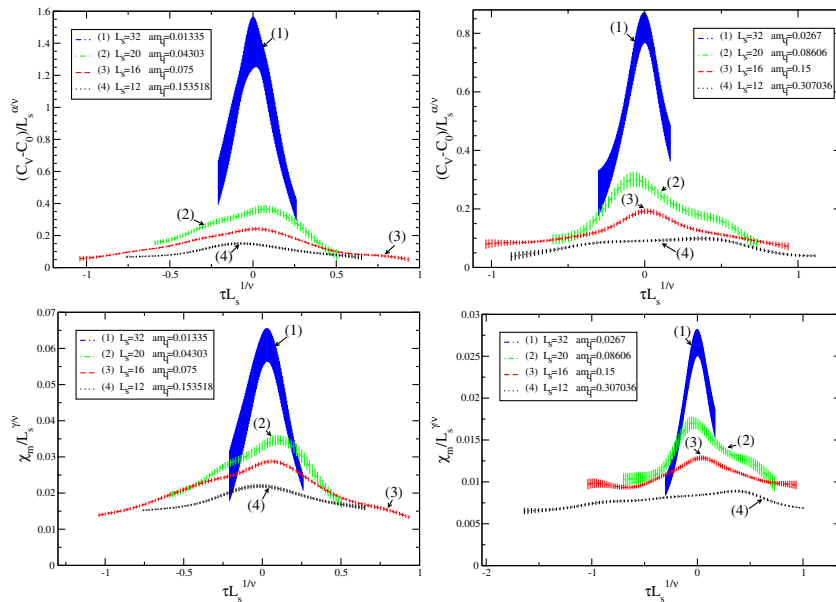 (1) L_s=32 am_q=0.01335
(2) L_s=20 am_q=0.04303
(3) L_s=16 am_q=0.075
(4) L_s=12 am_q=0.153518
(1)
(2)
(3)
(4)
(C_V-C_0)/L_s^{α/ν}
1.6
1.4
1.2
1
0.8
0.6
0.4
0.2
0
-1 -0.5 0 0.5 1
τL_s^{1/ν}
(1) L_s=32 am_q=0.0267
(2) L_s=20 am_q=0.08606
(3) L_s=16 am_q=0.15
(4) L_s=12 am_q=0.307036
(1)
(2)
(3)
(4)
(C_V-C_0)/L_s^{α/ν}
0.8
0.6
0.4
0.2
0
-1 -0.5 0 0.5 1
τL_s^{1/ν}
(1) L_s=32 am_q=0.01335
(2) L_s=20 am_q=0.04303
(3) L_s=16 am_q=0.075
(4) L_s=12 am_q=0.153518
(1)
(2)
(3)
(4)
χ_m/L_s^{γ/ν}
0.07
0.06
0.05
0.04
0.03
0.02
0.01
0
-1 -0.5 0 0.5 1
τL_s^{1/ν}
(1) L_s=32 am_q=0.0267
(2) L_s=20 am_q=0.08606
(3) L_s=16 am_q=0.15
(4) L_s=12 am_q=0.307036
(1)
(2)
(3)
(4)
χ_m/L_s^{γ/ν}
0.03
0.025
0.02
0.015
0.01
0.005
0
-2 -1 0 1 2
τL_s^{1/ν}